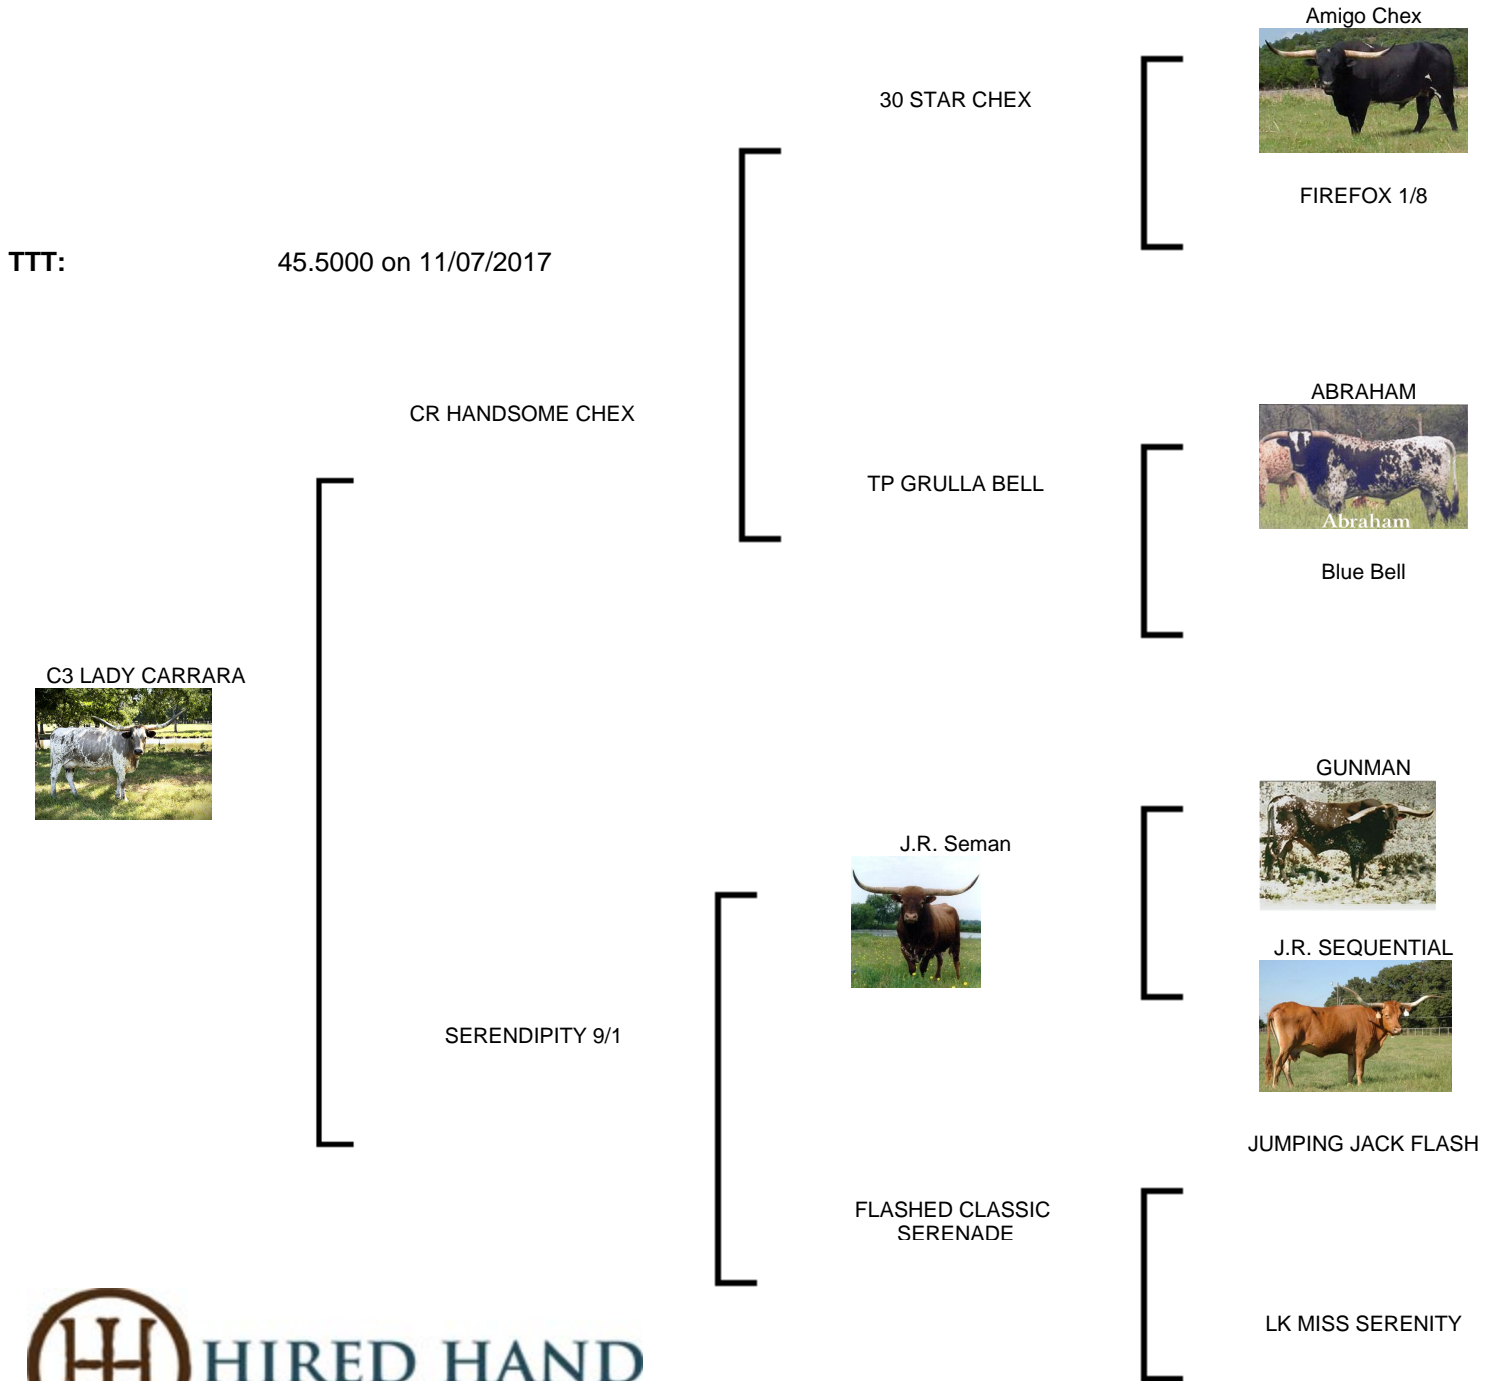 Amigo Chex
30 STAR CHEX
FIREFOX 1/8
TTT: 45.5000 on 11/07/2017
CR HANDSOME CHEX
ABRAHAM
TP GRULLA BELL
Abraham
Blue Bell
C3 LADY CARRARA
GUNMAN
J.R. Seman
J.R. SEQUENTIAL
SERENDIPITY 9/1
JUMPING JACK FLASH
FLASHED CLASSIC
SERENADE
LK MISS SERENITY
HIRED HAND